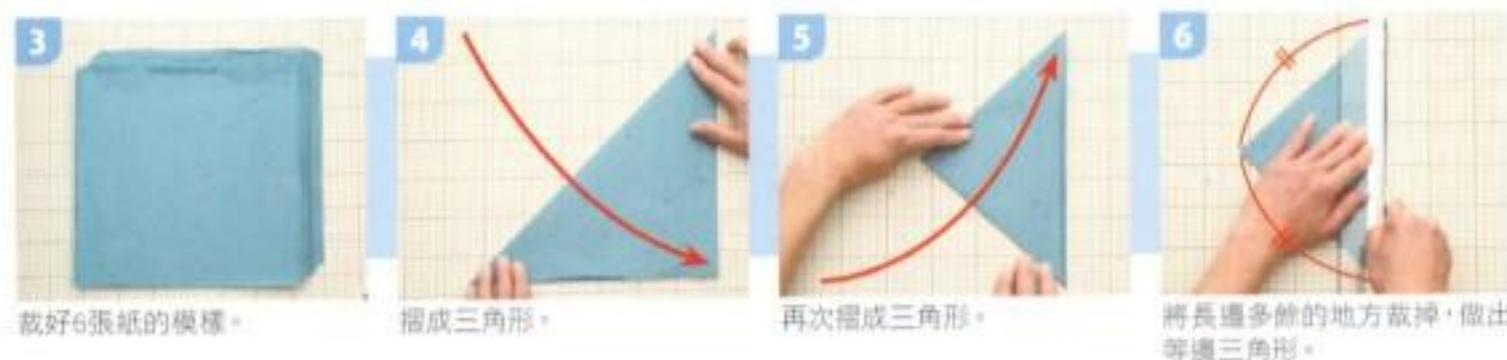 3
裁好6張紙的模樣。
4
摺成三角形。
5
再次摺成三角形。
6
將長邊多餘的地方裁掉,做出
等邊三角形。